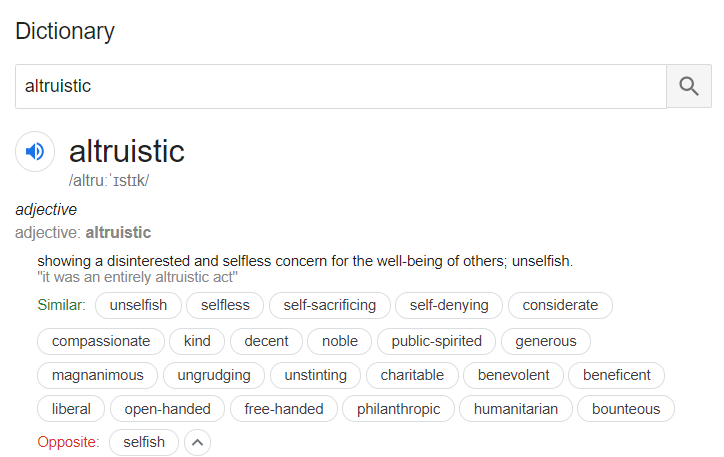 Dictionary
altruistic
altruistic
/altruːˈɪstɪk/
adjective
adjective: altruistic
showing a disinterested and selfless concern for the well-being of others; unselfish.
"it was an entirely altruistic act"
Similar: unselfish selfless self-sacrificing self-denying considerate
compassionate kind decent noble public-spirited generous
magnanimous ungrudging unstinting charitable benevolent beneficent
liberal open-handed free-handed philanthropic humanitarian bounteous
Opposite: selfish